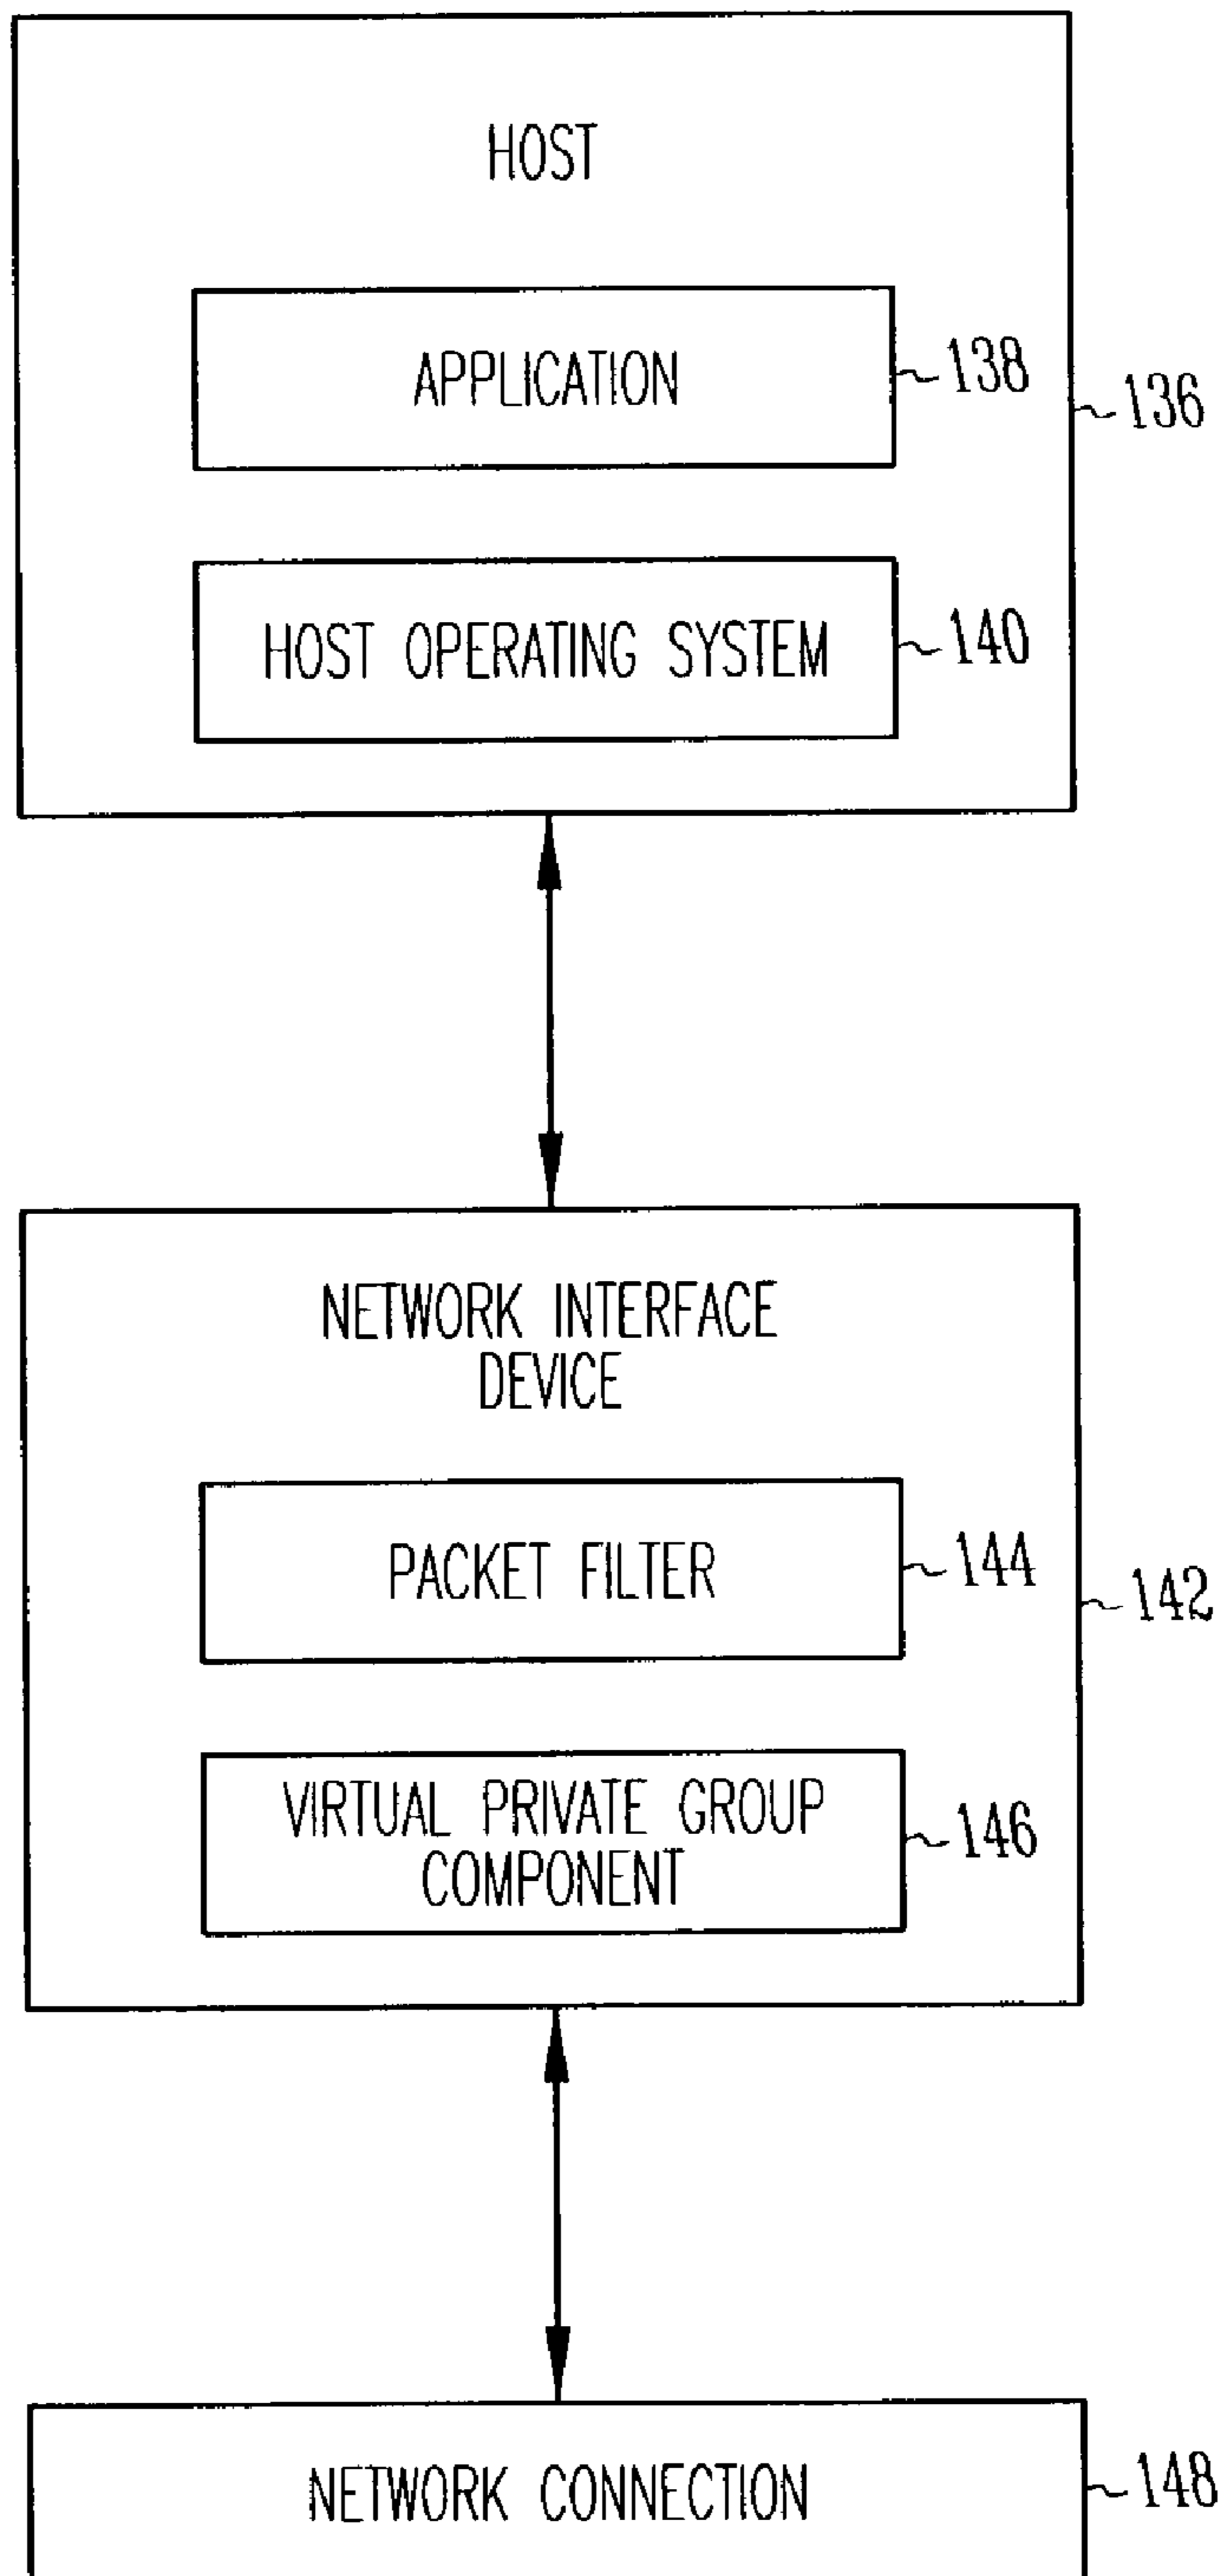 HOST
APPLICATION
138
136
HOST OPERATING SYSTEM
140
NETWORK INTERFACE
DEVICE
PACKET FILTER
144
142
VIRTUAL PRIVATE GROUP
COMPONENT
146
NETWORK CONNECTION
148